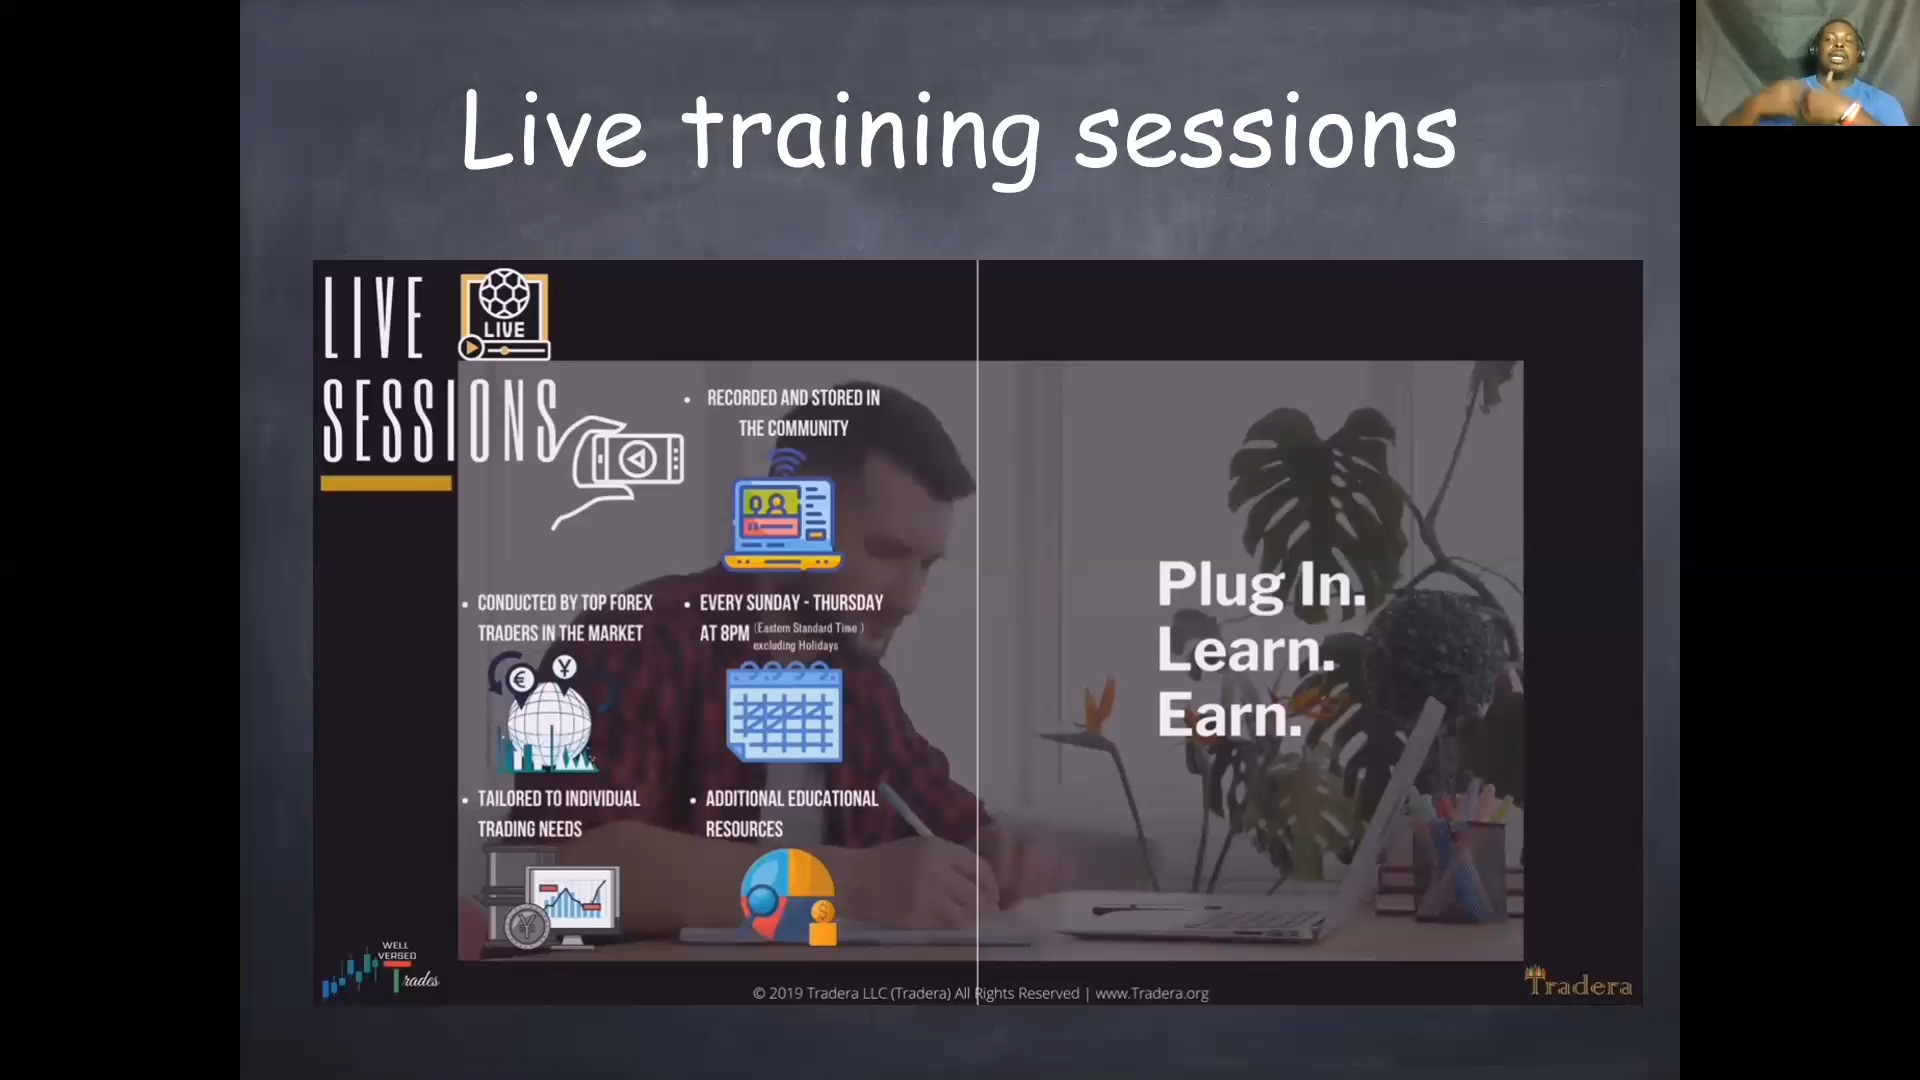 Live training sessions
LIVE
LIVE
SESSIONS
RECORDED AND STORED IN
THE COMMUNITY
CONDUCTED BY TOP FOREX
TRADERS IN THE MARKET
EVERY SUNDAY - THURSDAY
AT 8PM (Eastern Standard Time )
excluding Holidays
TAILORED TO INDIVIDUAL
TRADING NEEDS
ADDITIONAL EDUCATIONAL
RESOURCES
Plug In.
Learn.
Earn.
WELL
VERSED
Trades
© 2019 Tradera LLC (Tradera) All Rights Reserved | www.Tradera.org
Tradera